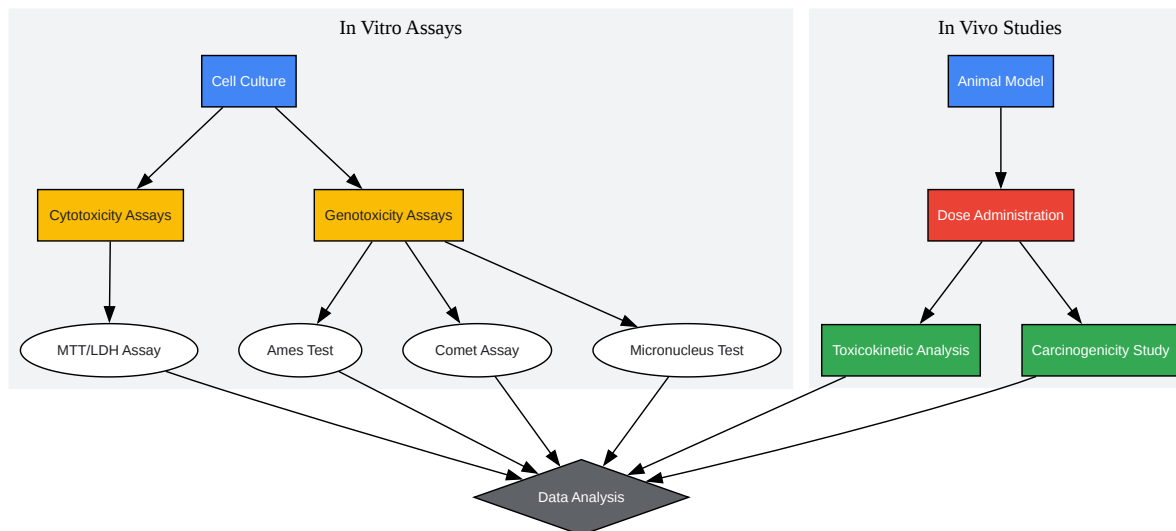 In Vitro Assays
In Vivo Studies
Cell Culture
Animal Model
Cytotoxicity Assays
Genotoxicity Assays
Dose Administration
MTT/LDH Assay
Ames Test
Comet Assay
Micronucleus Test
Toxicokinetic Analysis
Carcinogenicity Study
Data Analysis